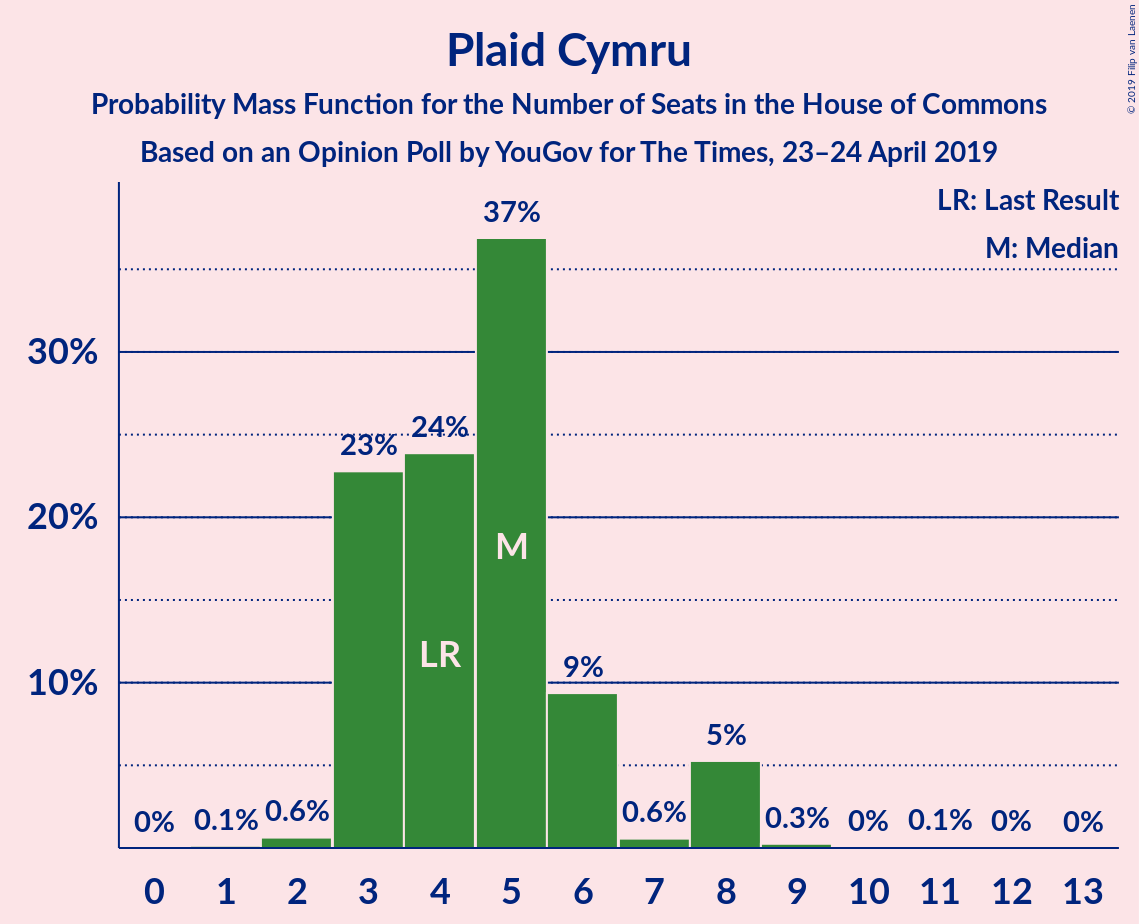 Plaid Cymru
Probability Mass Function for the Number of Seats in the House of Commons
Based on an Opinion Poll by YouGov for The Times, 23–24 April 2019
© 2019 Filip van Laenen
LR: Last Result
M: Median
30%
20%
10%
0%
0.1%
0.6%
23%
24%
37%
9%
0.6%
5%
0.3%
0%
0.1%
0%
0%
LR
M
0 1 2 3 4 5 6 7 8 9 10 11 12 13